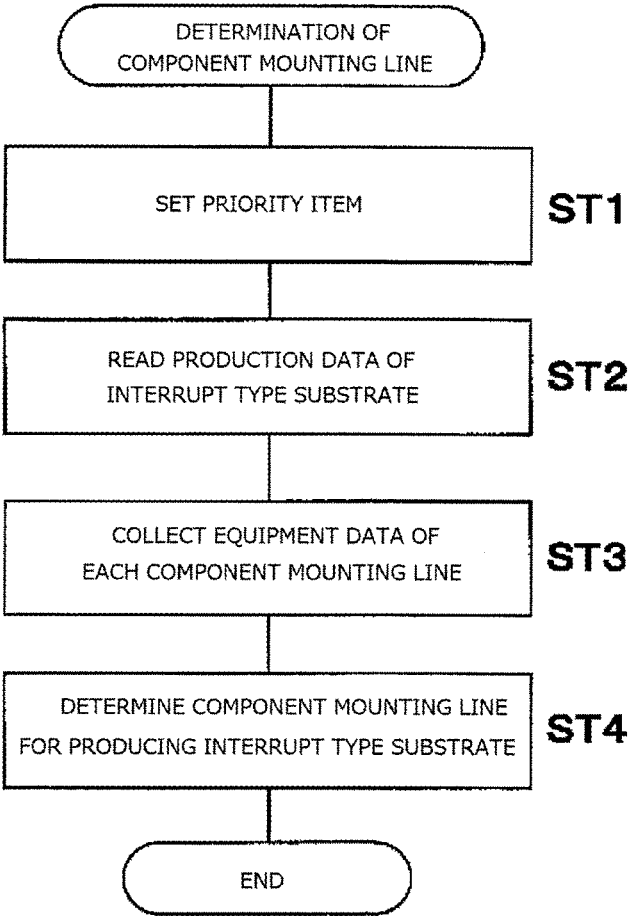 DETERMINATION OF
COMPONENT MOUNTING LINE
SET PRIORITY ITEM
ST1
READ PRODUCTION DATA OF
INTERRUPT TYPE SUBSTRATE
ST2
COLLECT EQUIPMENT DATA OF
EACH COMPONENT MOUNTING LINE
ST3
DETERMINE COMPONENT MOUNTING LINE
FOR PRODUCING INTERRUPT TYPE SUBSTRATE
ST4
END